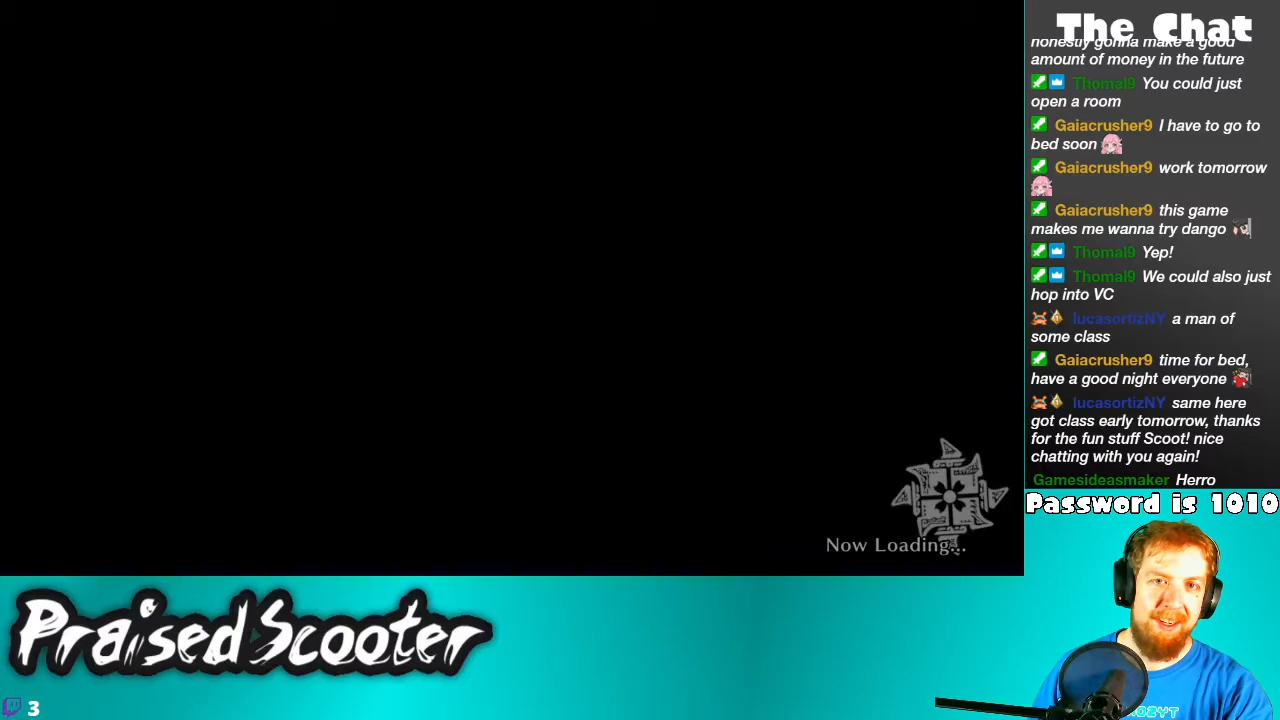 The Chat
honestly gonna make a good
amount of money in the future
Thomal9 You could just
open a room
Gaiacrusher9 I have to go to
bed soon
Gaiacrusher9 work tomorrow
Gaiacrusher9 this game
makes me wanna try dango
Thomal9 Yep!
Thomal9 We could also just
hop into VC
lucasortizNY a man of
some class
Gaiacrusher9 time for bed,
have a good night everyone
lucasortizNY same here
got class early tomorrow, thanks
for the fun stuff Scoot! nice
chatting with you again!
Gamesideasmaker Herro
Password is 1010
Now Loading...
PraisedScooter
3